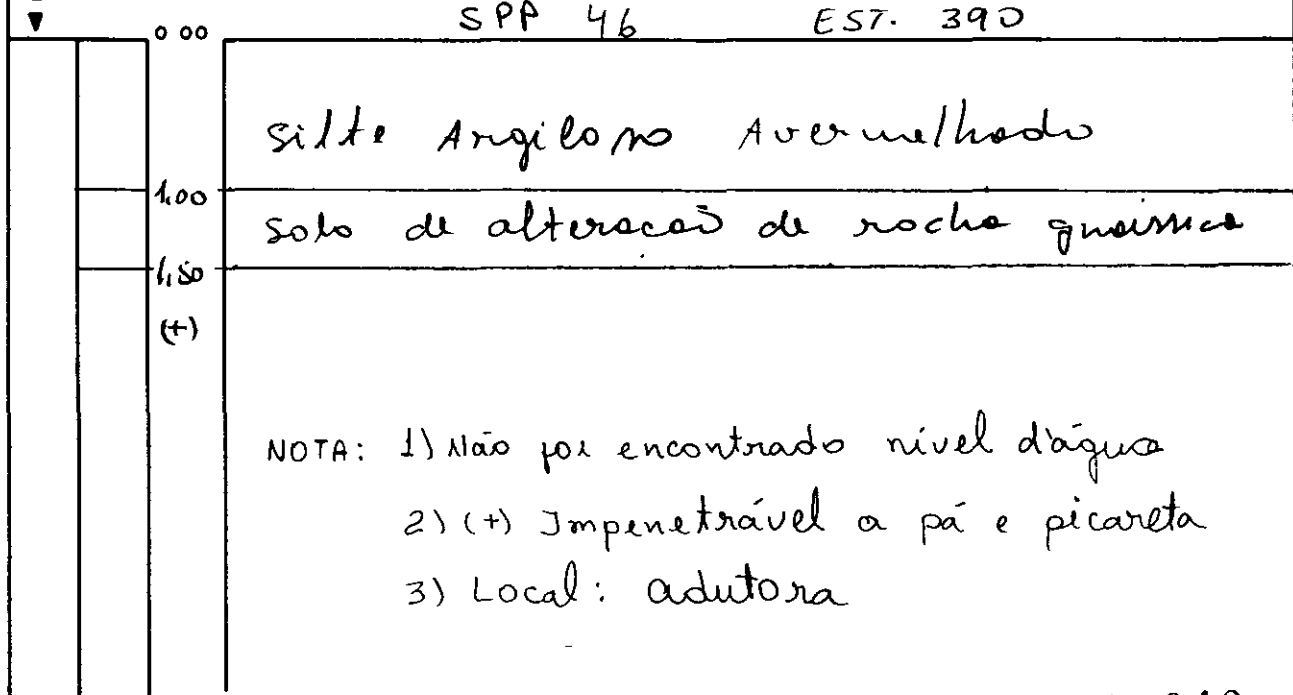 SPP 46 EST. 390
0 00
Silte Argiloso Avermelhado
1,00
Solo de alteracaõ de rocha gnaissica
1,50
(+)
NOTA: 1) Não foi encontrado nível d'água
2) (+) Impenetrável a pá e picareta
3) Local: adutora